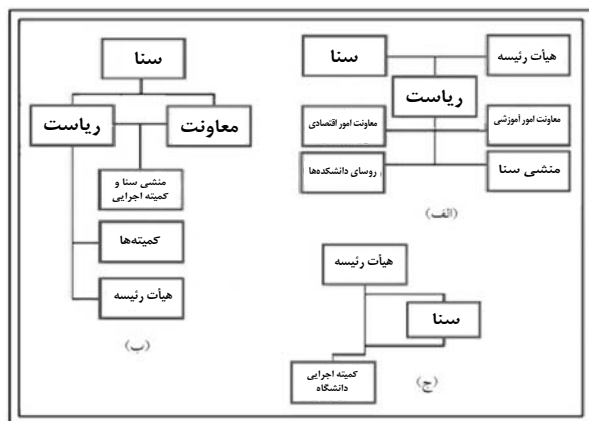 سنا
هیأت رئیسه
ریاست
معاونت امور اقتصادی
معاونت امور آموزشی
روسای دانشکده‌ها
منشی سنا
(الف)
سنا
ریاست
معاونت
منشی سنا و
کمیته اجرایی
کمیته‌ها
هیأت رئیسه
(ب)
هیأت رئیسه
سنا
کمیته اجرایی
دانشگاه
(ج)